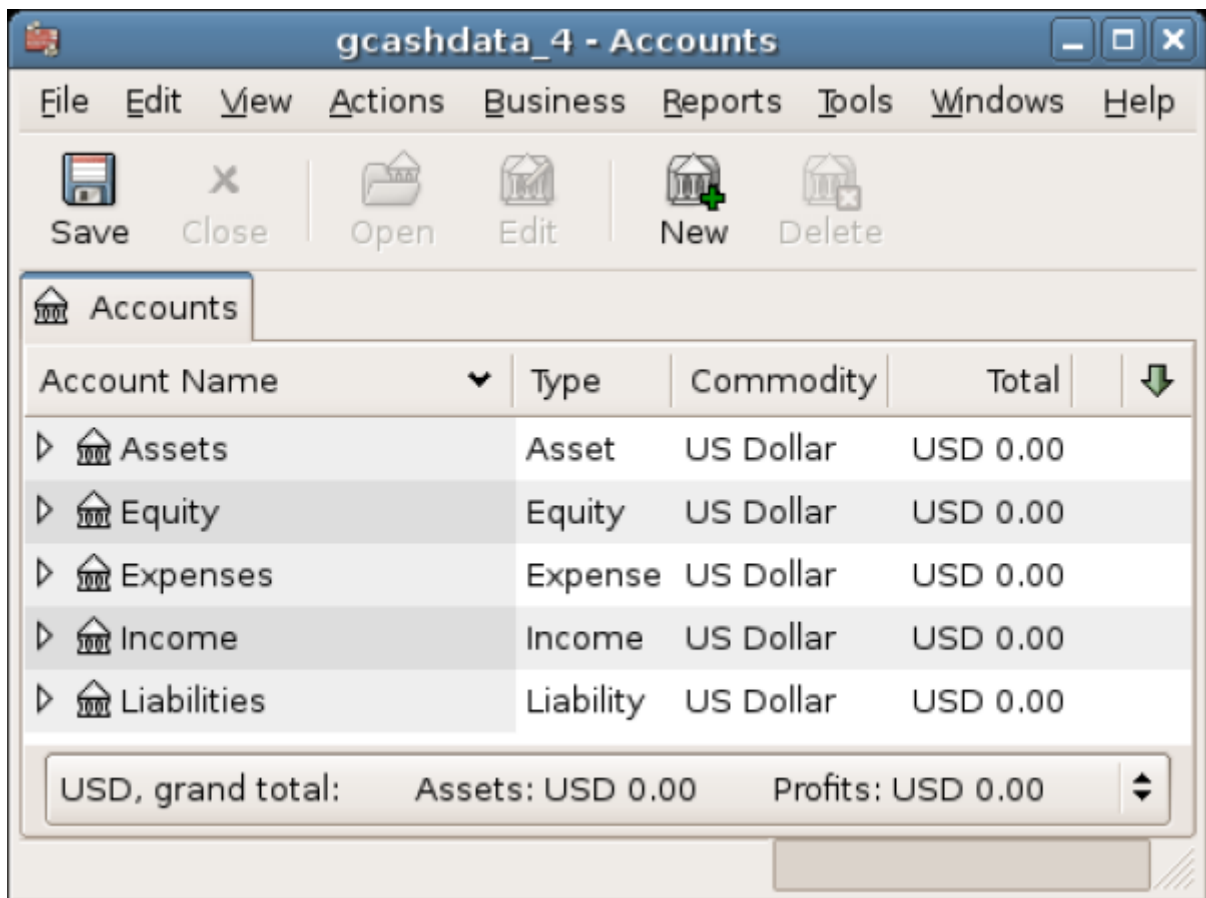 gcashdata_4 - Accounts
File Edit View Actions Business Reports Tools Windows Help
Save Close Open Edit New Delete
Accounts
Account Name Type Commodity Total
Assets Asset US Dollar USD 0.00
Equity Equity US Dollar USD 0.00
Expenses Expense US Dollar USD 0.00
Income Income US Dollar USD 0.00
Liabilities Liability US Dollar USD 0.00
USD, grand total: Assets: USD 0.00 Profits: USD 0.00